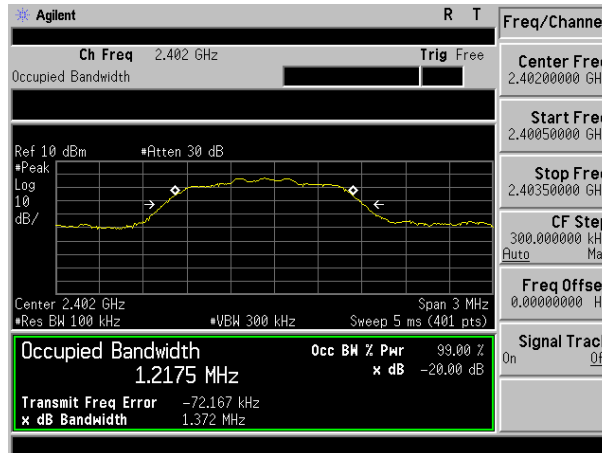 Agilent R T
Freq/Channe
Ch Freq 2.402 GHz Trig Free
Occupied Bandwidth
Center Fre
2.40200000 GH
Start Fre
2.40050000 GH
Stop Fre
2.40350000 GH
CF Step
300.000000 kH
Auto Ma
Freq Offse
0.00000000 H
Signal Trac
On Of
Ref 10 dBm #Atten 30 dB
#Peak
Log
10
dB/
Center 2.402 GHz Span 3 MHz
#Res BW 100 kHz #VBW 300 kHz Sweep 5 ms (401 pts)
Occupied Bandwidth
1.2175 MHz
Occ BW % Pwr 99.00 %
x dB -20.00 dB
Transmit Freq Error -72.167 kHz
x dB Bandwidth 1.372 MHz